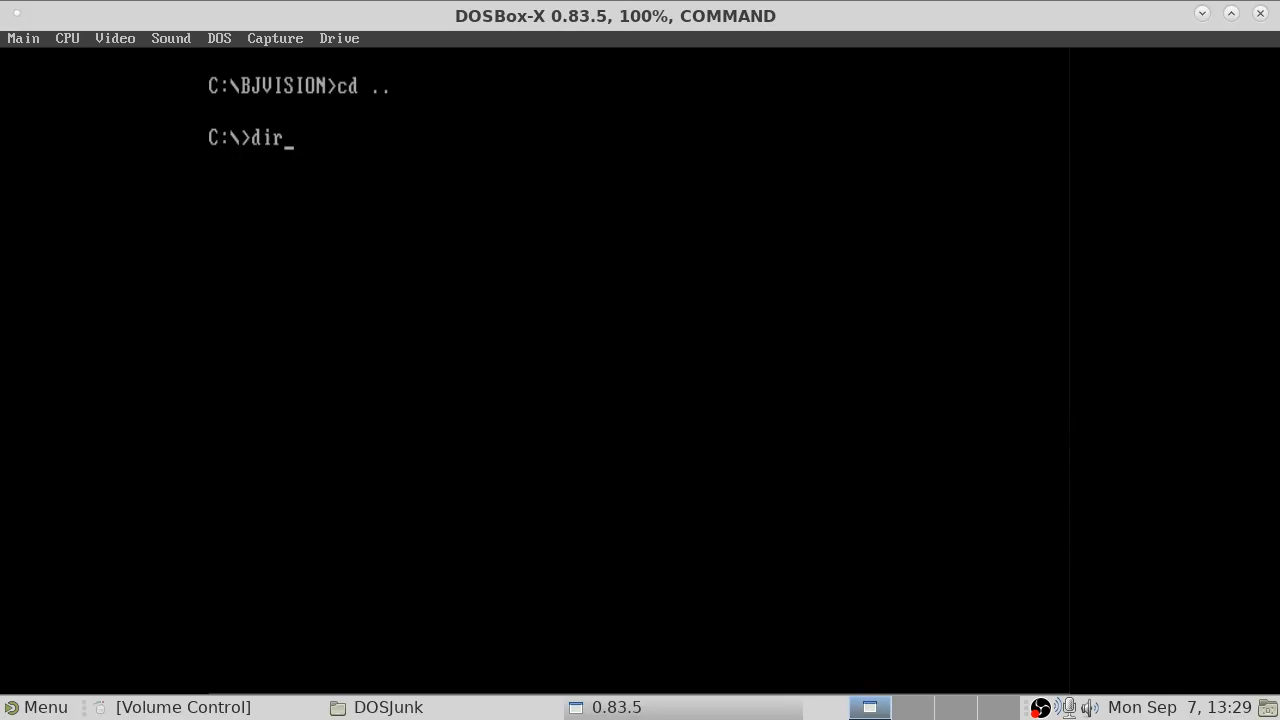 DOSBox-X 0.83.5, 100%, COMMAND
Main CPU Video Sound DOS Capture Drive
C:\BJVISION>cd ..
C:\>dir_
Menu [Volume Control] DOSJunk 0.83.5 Mon Sep 7, 13:29